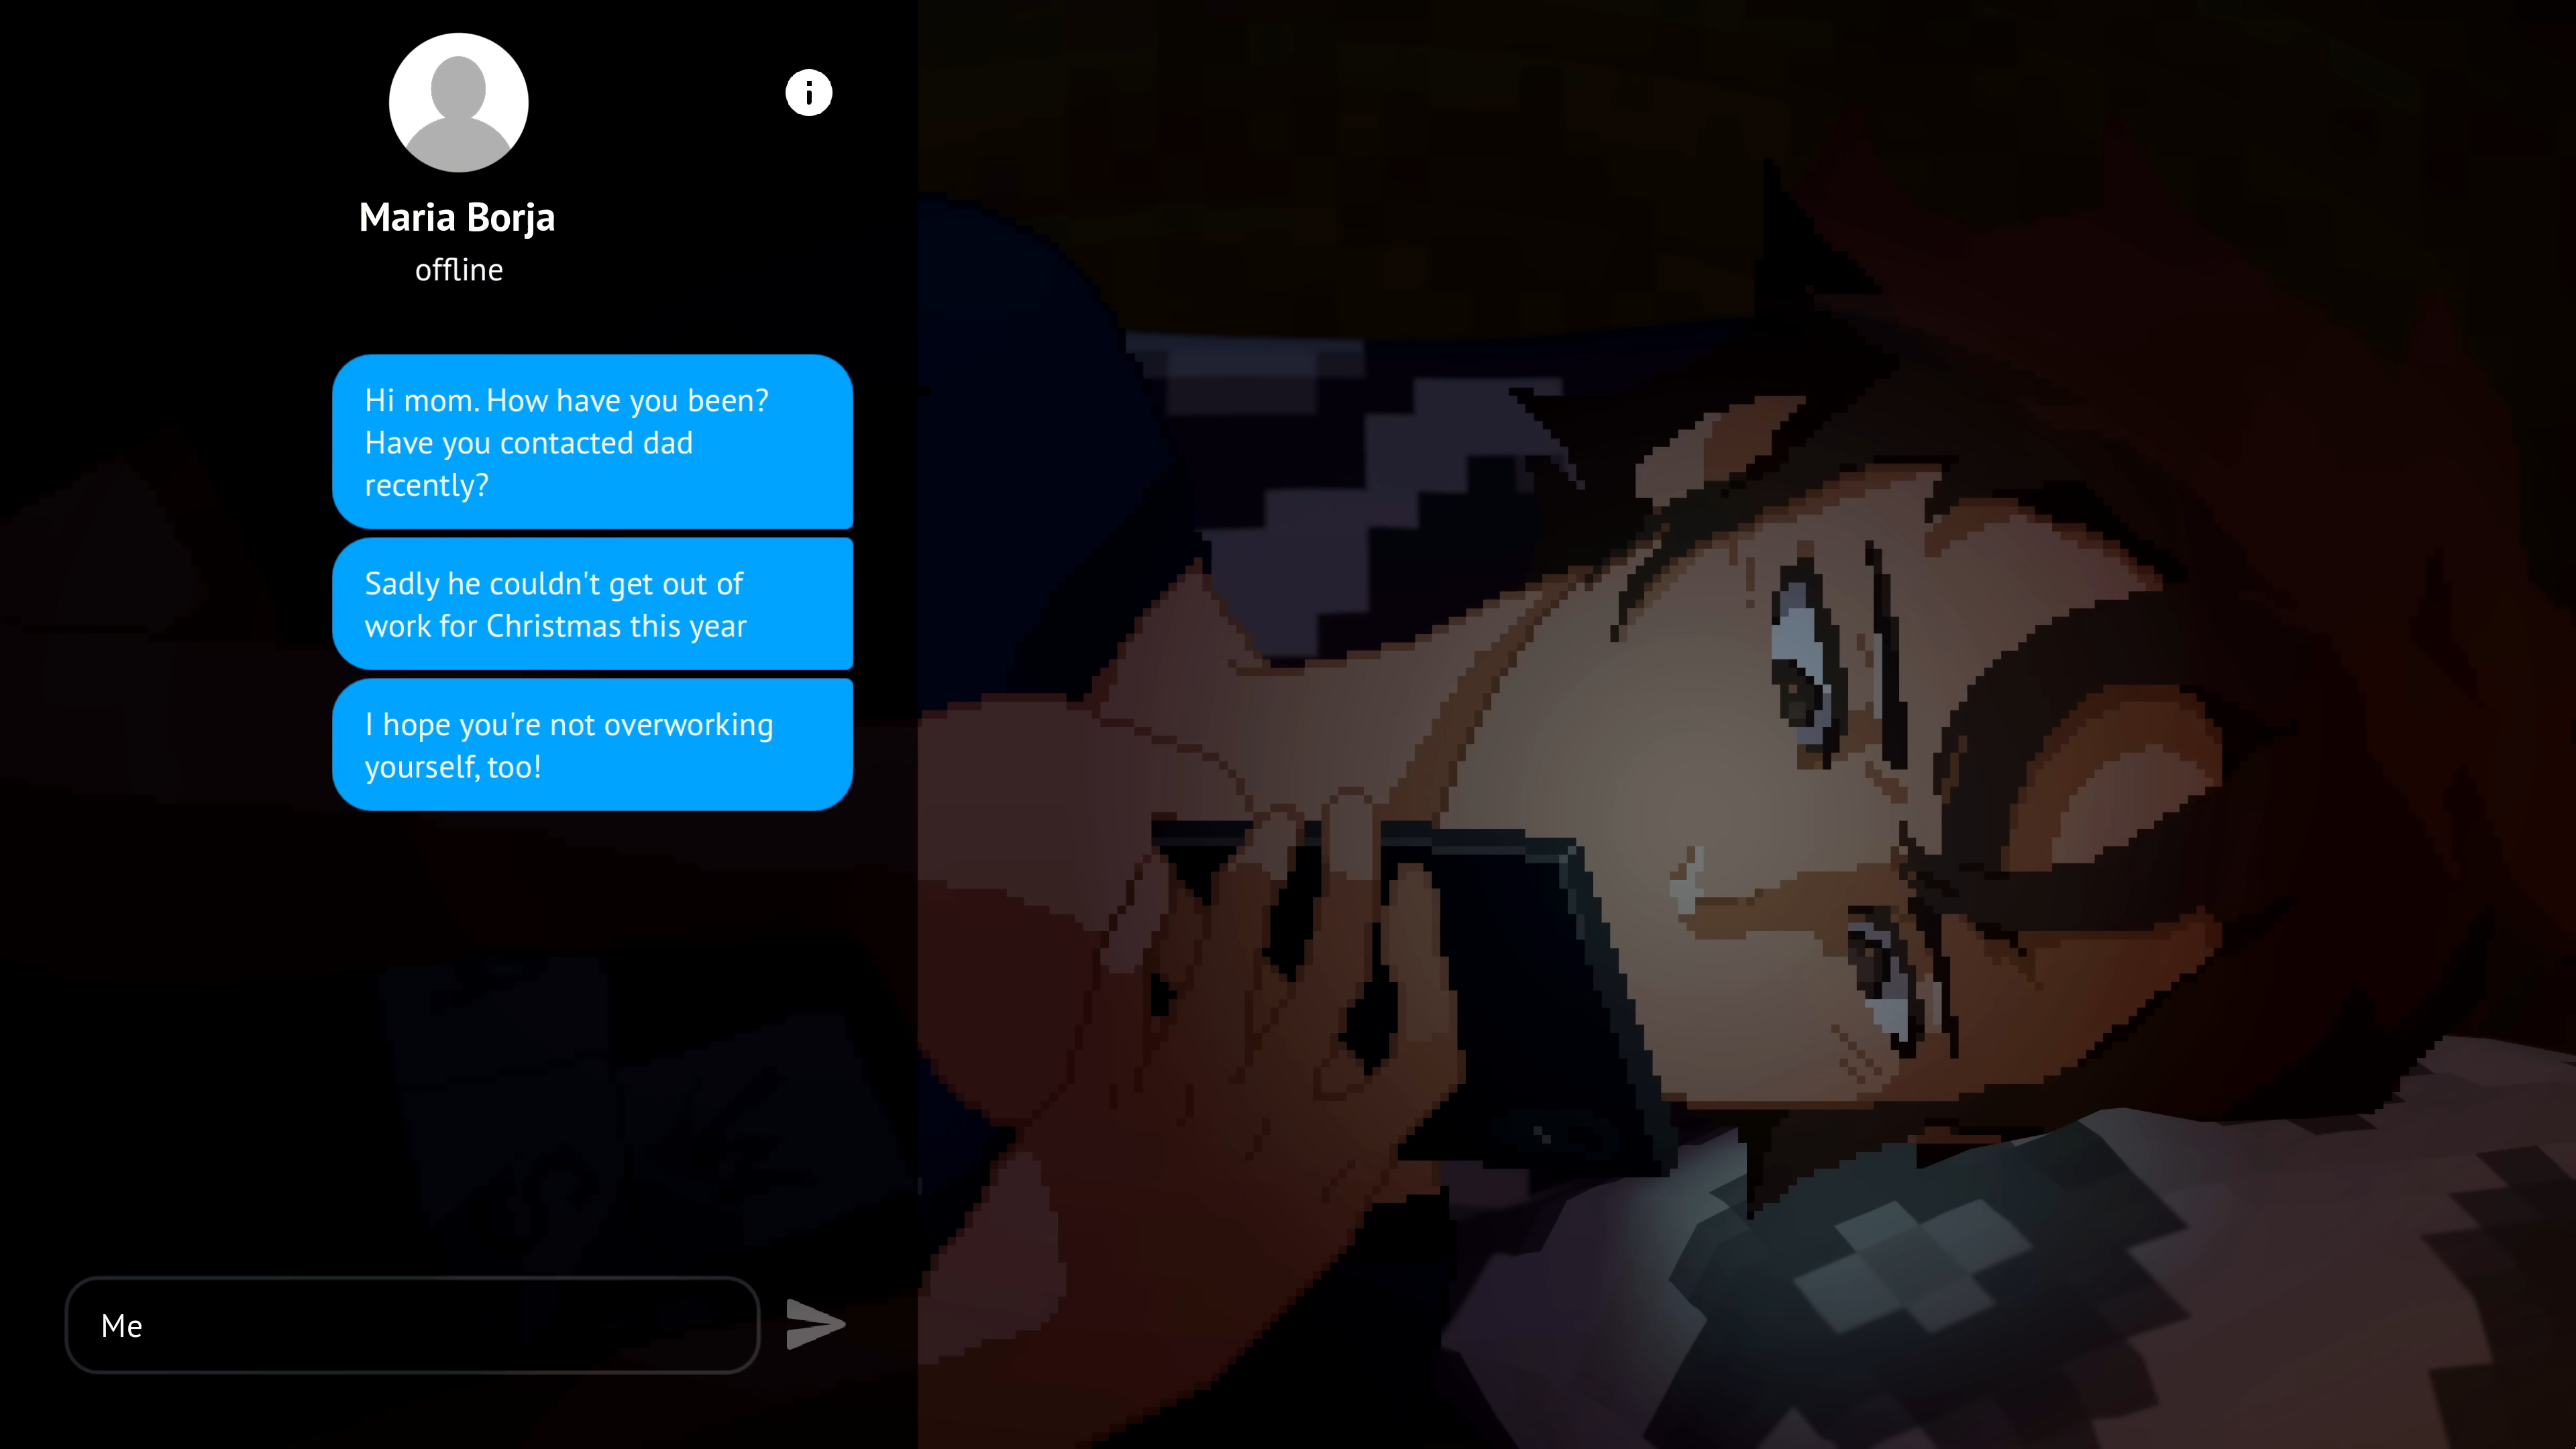 Maria Borja
offline
Hi mom. How have you been?
Have you contacted dad
recently?
Sadly he couldn't get out of
work for Christmas this year
I hope you're not overworking
yourself, too!
Me